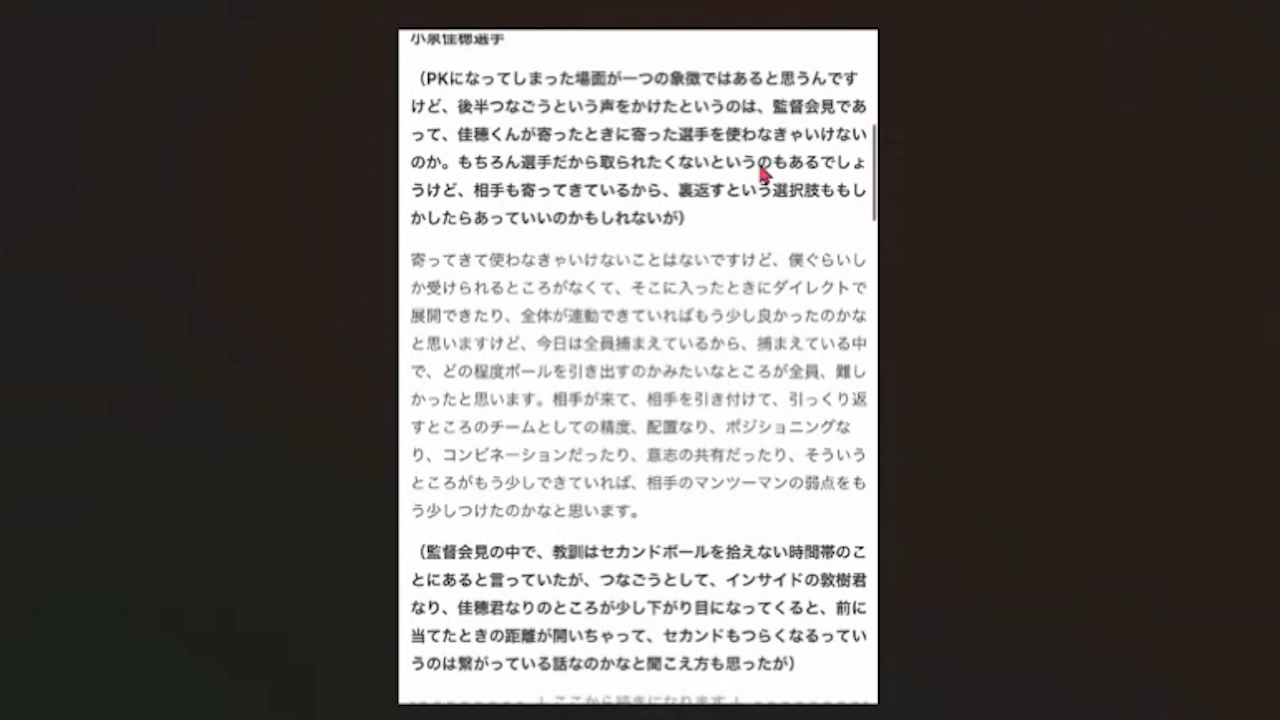 小泉佳穂選手
（PKになってしまった場面が一つの象徴ではあると思うんです
けど、後半つなごうという声をかけたというのは、監督会見であ
って、佳穂くんが寄ったときに寄った選手を使わなきゃいけない
のか。もちろん選手だから取られたくないというのもあるでしょ
うけど、相手も寄ってきているから、裏返すという選択肢ももし
かしたらあっていいのかもしれないが）
寄ってきて使わなきゃいけないことはないですけど、僕ぐらいし
か受けられるところがなくて、そこに入ったときにダイレクトで
展開できたり、全体が連動できていればもう少し良かったのかな
と思いますけど、今日は全員捕まえているから、捕まえている中
で、どの程度ボールを引き出すのかみたいなところが全員、難し
かったと思います。相手が来て、相手を引き付けて、引っくり返
すところのチームとしての精度、配置なり、ポジショニングな
り、コンビネーションだったり、意志の共有だったり、そういう
ところがもう少しできていれば、相手のマンツーマンの弱点をも
う少しつけたのかなと思います。
（監督会見の中で、教訓はセカンドボールを拾えない時間帯のこ
とにあると言っていたが、つなごうとして、インサイドの敦樹君
なり、佳穂君なりのところが少し下がり目になってくると、前に
当てたときの距離が開いちゃって、セカンドもつらくなるってい
うのは繋がっている話なのかなと聞こえ方も思ったが）
ここから続きになります